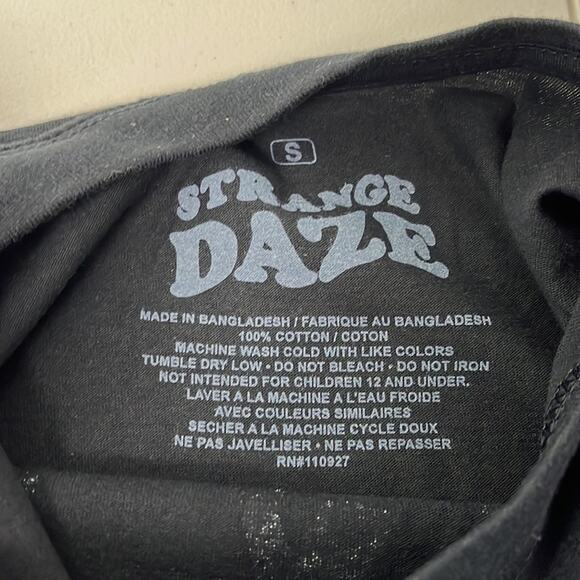 S
STRANGE
DAZE
MADE IN BANGLADESH / FABRIQUE AU BANGLADESH
100% COTTON / COTON
MACHINE WASH COLD WITH LIKE COLORS
TUMBLE DRY LOW • DO NOT BLEACH • DO NOT IRON
NOT INTENDED FOR CHILDREN 12 AND UNDER.
LAVER A LA MACHINE A L'EAU FROIDE
AVEC COULEURS SIMILAIRES
SECHER A LA MACHINE CYCLE DOUX
NE PAS JAVELLISER • NE PAS REPASSER
RN#110927